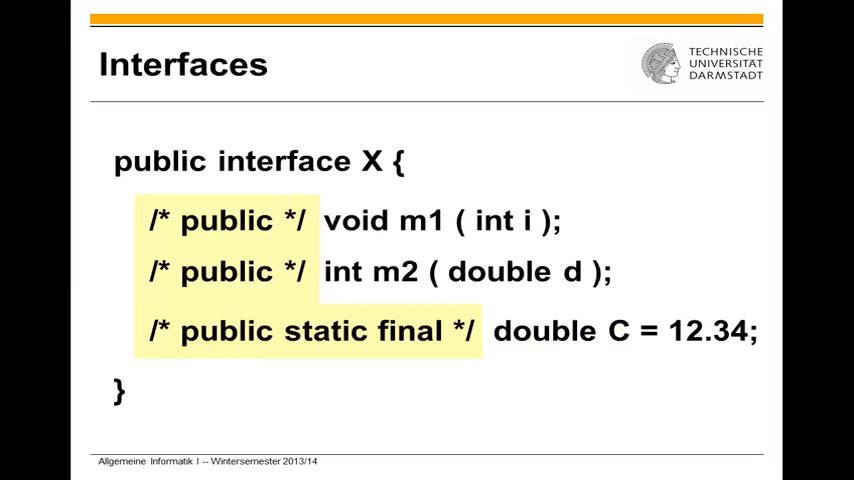 Interfaces
TECHNISCHE
UNIVERSITÄT
DARMSTADT
public interface X {
/* public */ void m1 ( int i );
/* public */ int m2 ( double d );
/* public static final */ double C = 12.34;
}
Allgemeine Informatik I -- Wintersemester 2013/14